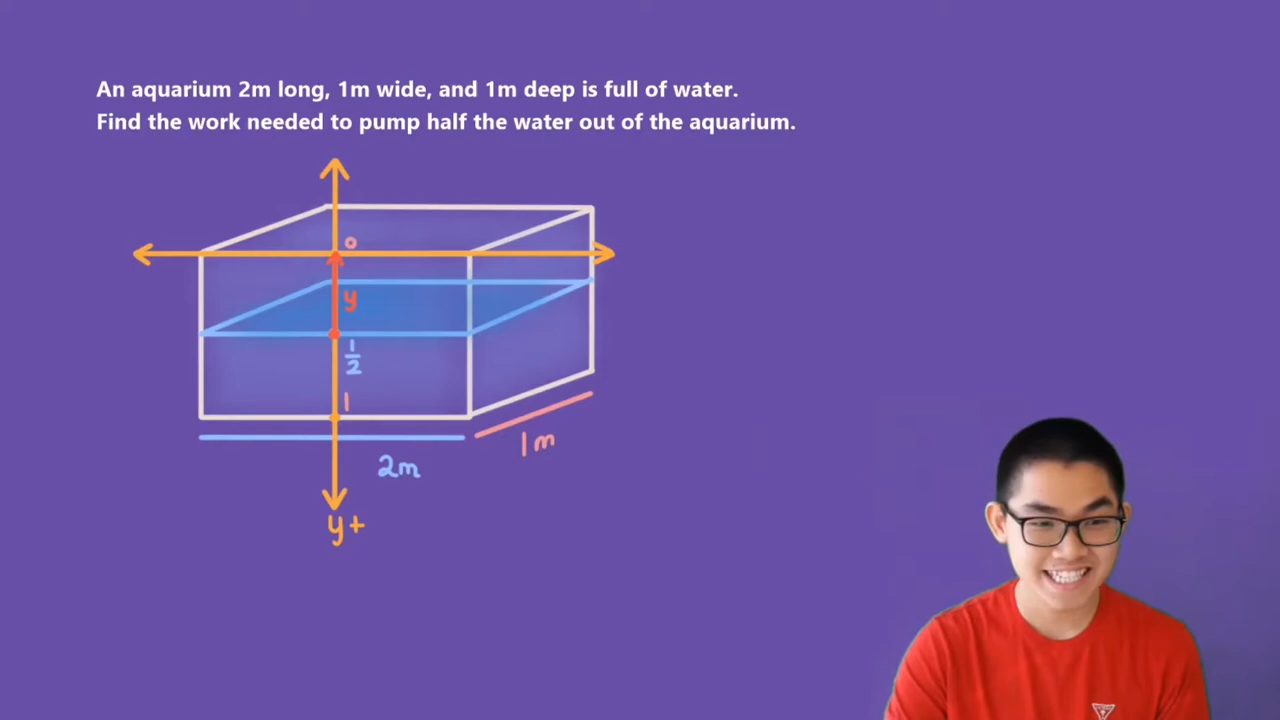 An aquarium 2m long, 1m wide, and 1m deep is full of water.
Find the work needed to pump half the water out of the aquarium.
0
y
1/2
1
1m
2m
y+